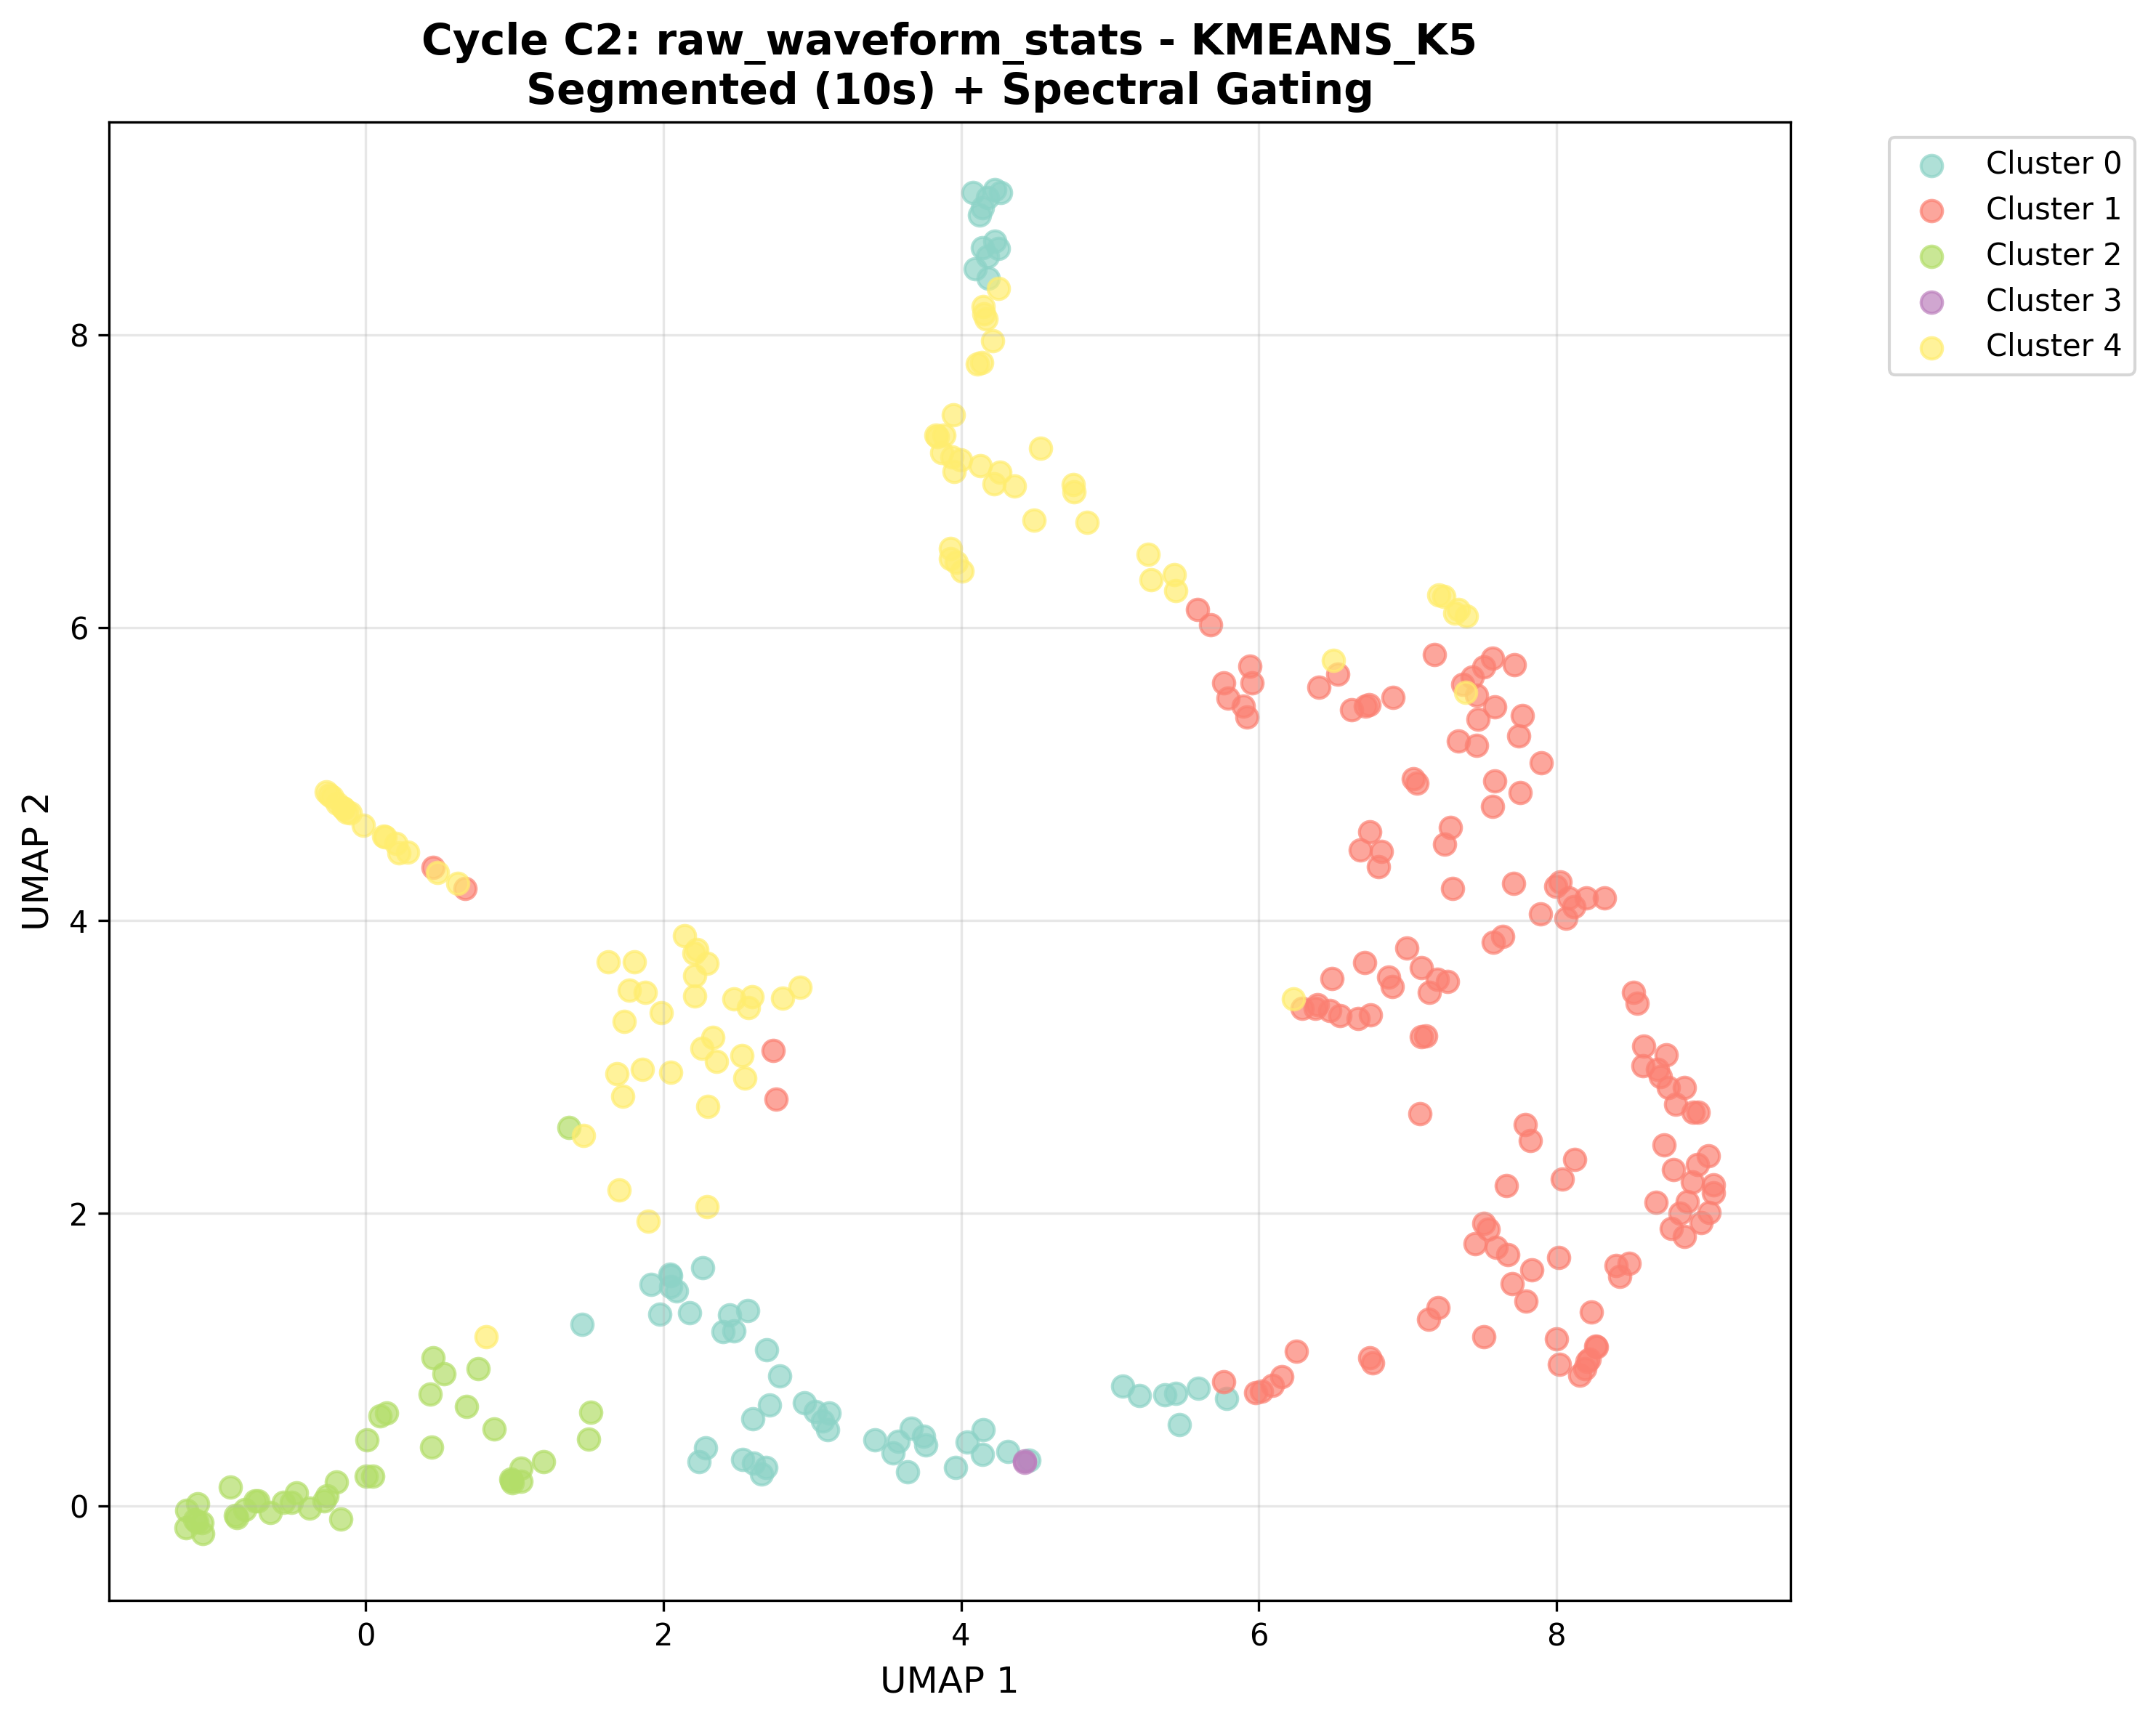 Cycle C2: raw_waveform_stats - KMEANS_K5
Segmented (10s) + Spectral Gating
Cluster 0
Cluster 1
Cluster 2
Cluster 3
Cluster 4
8
6
4
2
0
UMAP 2
0
2
4
6
8
UMAP 1